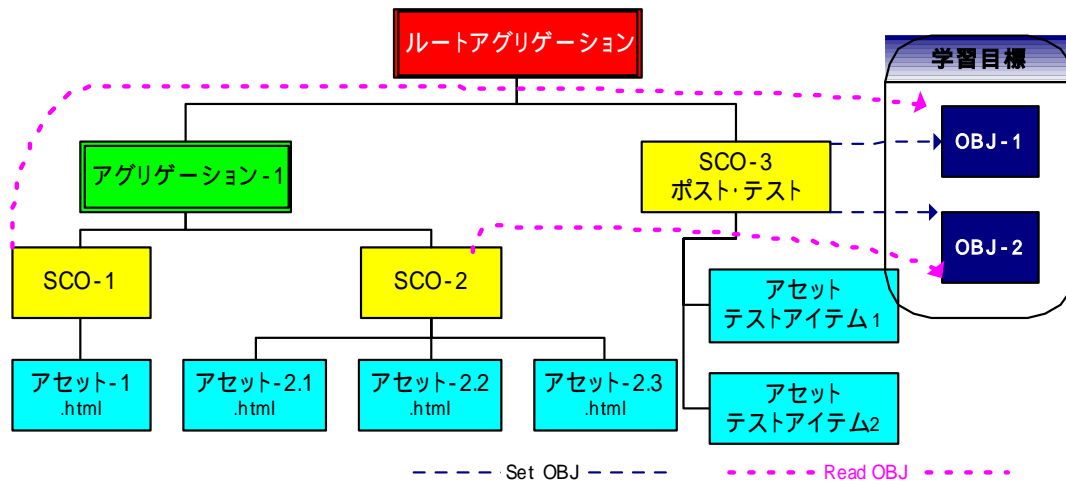 ルートアグリゲーション
学習目標
OBJ-1
OBJ-2
アグリゲーション-1
SCO-3
ポスト・テスト
SCO-1
SCO-2
アセット
テストアイテム1
アセット-1
.html
アセット-2.1
.html
アセット-2.2
.html
アセット-2.3
.html
アセット
テストアイテム2
Set OBJ
Read OBJ